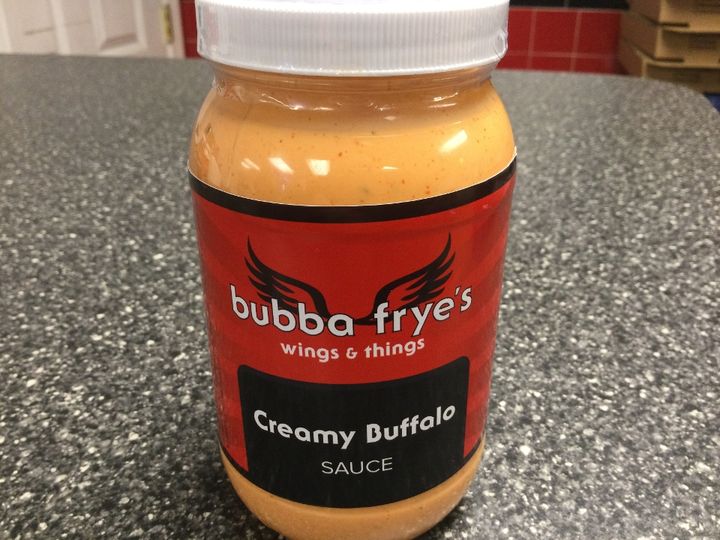 bubba frye's
wings & things
Creamy Buffalo
SAUCE